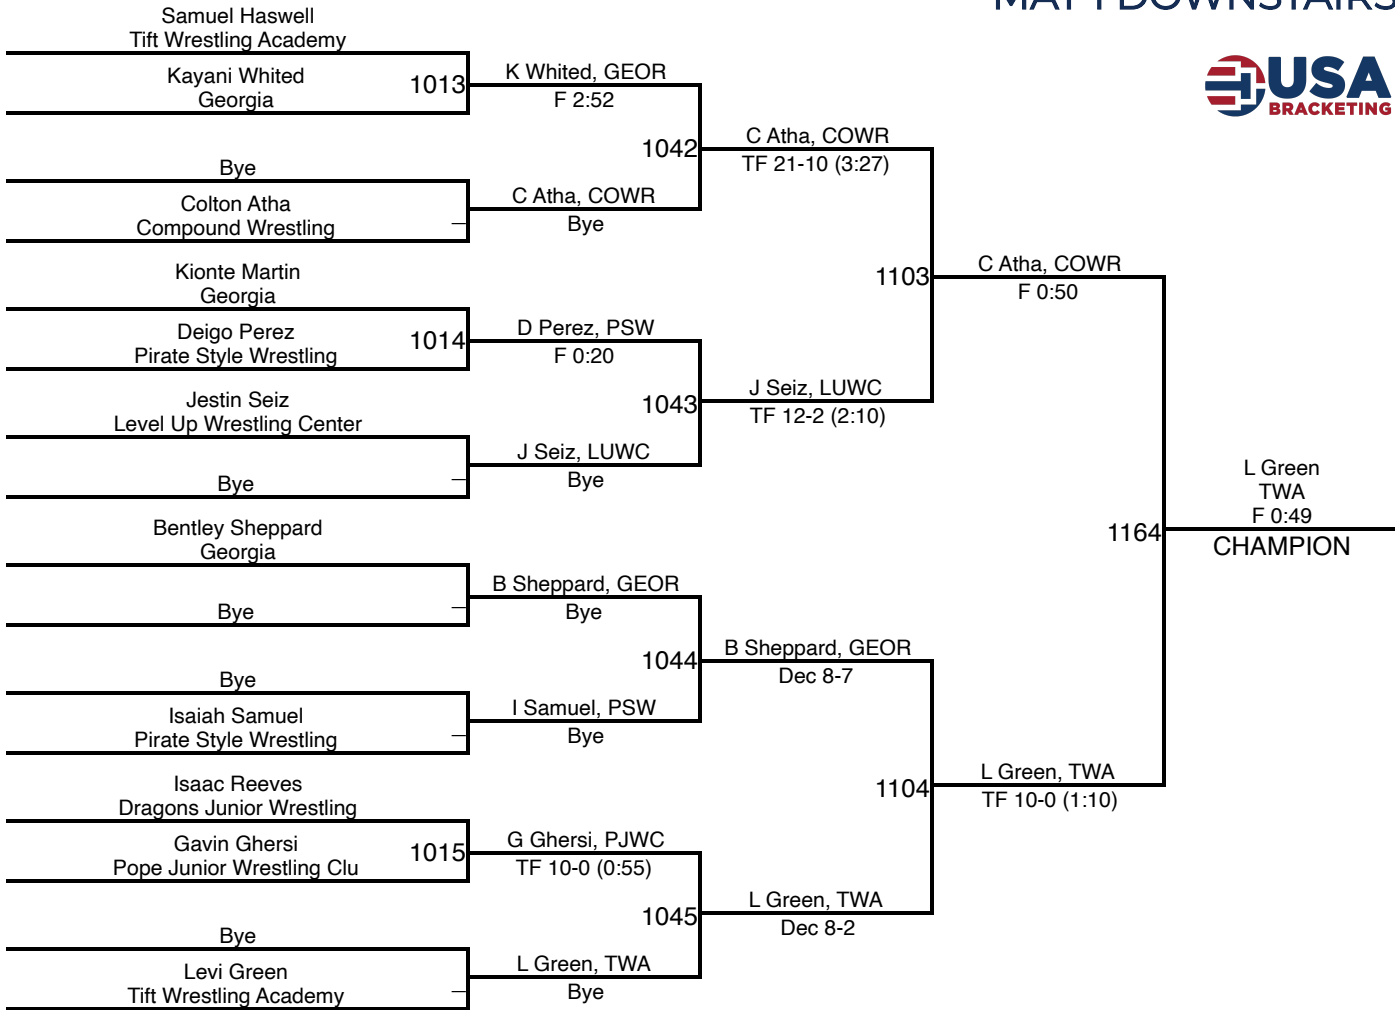 Samuel Haswell
Tift Wrestling Academy
Kayani Whited
Georgia
1013
K Whited, GEOR
F 2:52
USA
BRACKETING
1042
C Atha, COWR
TF 21-10 (3:27)
Bye
Colton Atha
Compound Wrestling
C Atha, COWR
Bye
Kionte Martin
Georgia
1103
C Atha, COWR
F 0:50
Deigo Perez
Pirate Style Wrestling
1014
D Perez, PSW
F 0:20
Jestin Seiz
Level Up Wrestling Center
1043
J Seiz, LUWC
TF 12-2 (2:10)
Bye
J Seiz, LUWC
Bye
L Green
TWA
F 0:49
CHAMPION
1164
Bentley Sheppard
Georgia
Bye
B Sheppard, GEOR
Bye
1044
B Sheppard, GEOR
Dec 8-7
Bye
Isaiah Samuel
Pirate Style Wrestling
I Samuel, PSW
Bye
1104
L Green, TWA
TF 10-0 (1:10)
Isaac Reeves
Dragons Junior Wrestling
Gavin Ghersi
Pope Junior Wrestling Clu
1015
G Ghersi, PJWC
TF 10-0 (0:55)
1045
L Green, TWA
Dec 8-2
Bye
Levi Green
Tift Wrestling Academy
L Green, TWA
Bye